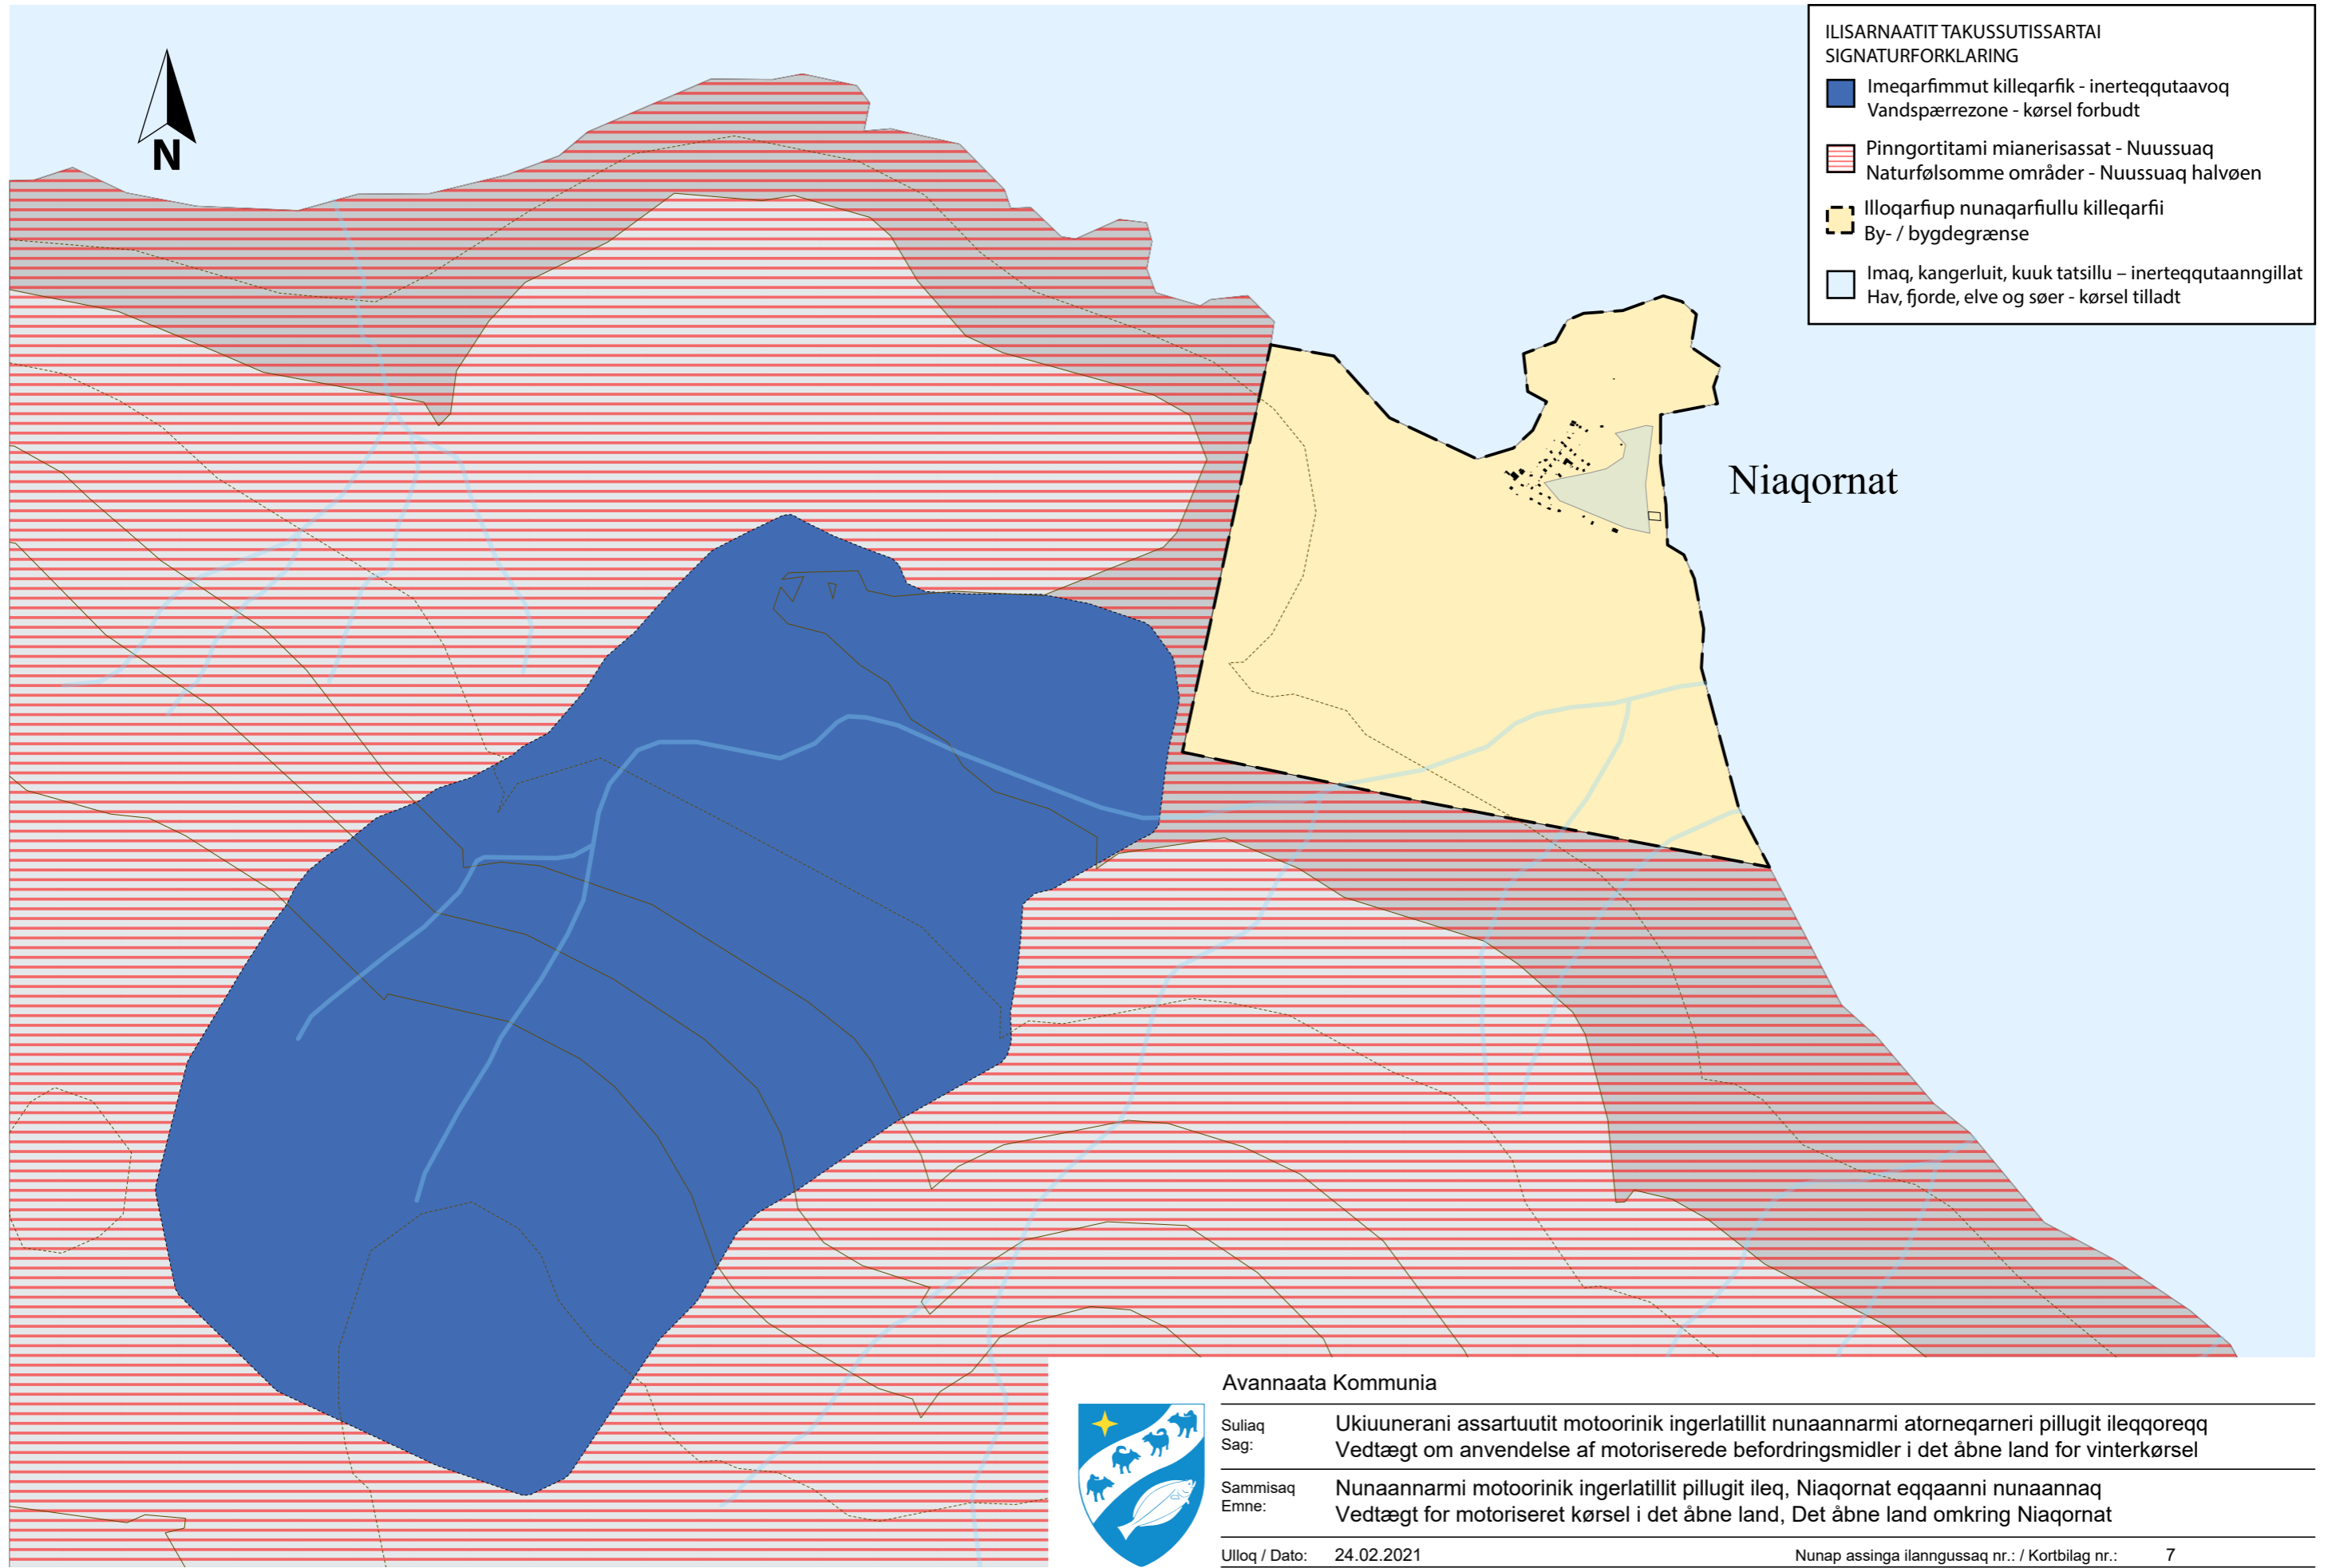 ILISARNAATIT TAKUSSUTISSARTAI
SIGNATURFORKLARING
Imeqarfimmut killeqarfik - inerteqqutaavoq
Vandspærrezone - kørsel forbudt
Pinngortitami mianerisassat - Nuussuaq
Naturfølsomme områder - Nuussuaq halvøen
Illoqarfiup nunaqarfiullu killeqarfii
By- / bygdegrænse
Imaq, kangerluit, kuuk tatsillu – inerteqqutaanngillat
Hav, fjorde, elve og søer - kørsel tilladt
N
Niaqornat
Avannaata Kommunia
Suliaq Ukiuunerani assartuutit motoorinik ingerlatillit nunaannarmi atorneqarneri pillugit ileqqoreqq
Sag: Vedtægt om anvendelse af motoriserede befordringsmidler i det åbne land for vinterkørsel
Sammisaq Nunaannarmi motoorinik ingerlatillit pillugit ileq, Niaqornat eqqaanni nunaannaq
Emne: Vedtægt for motoriseret kørsel i det åbne land, Det åbne land omkring Niaqornat
Ulloq / Dato: 24.02.2021 Nunap assinga ilanngussaq nr.: / Kortbilag nr.: 7